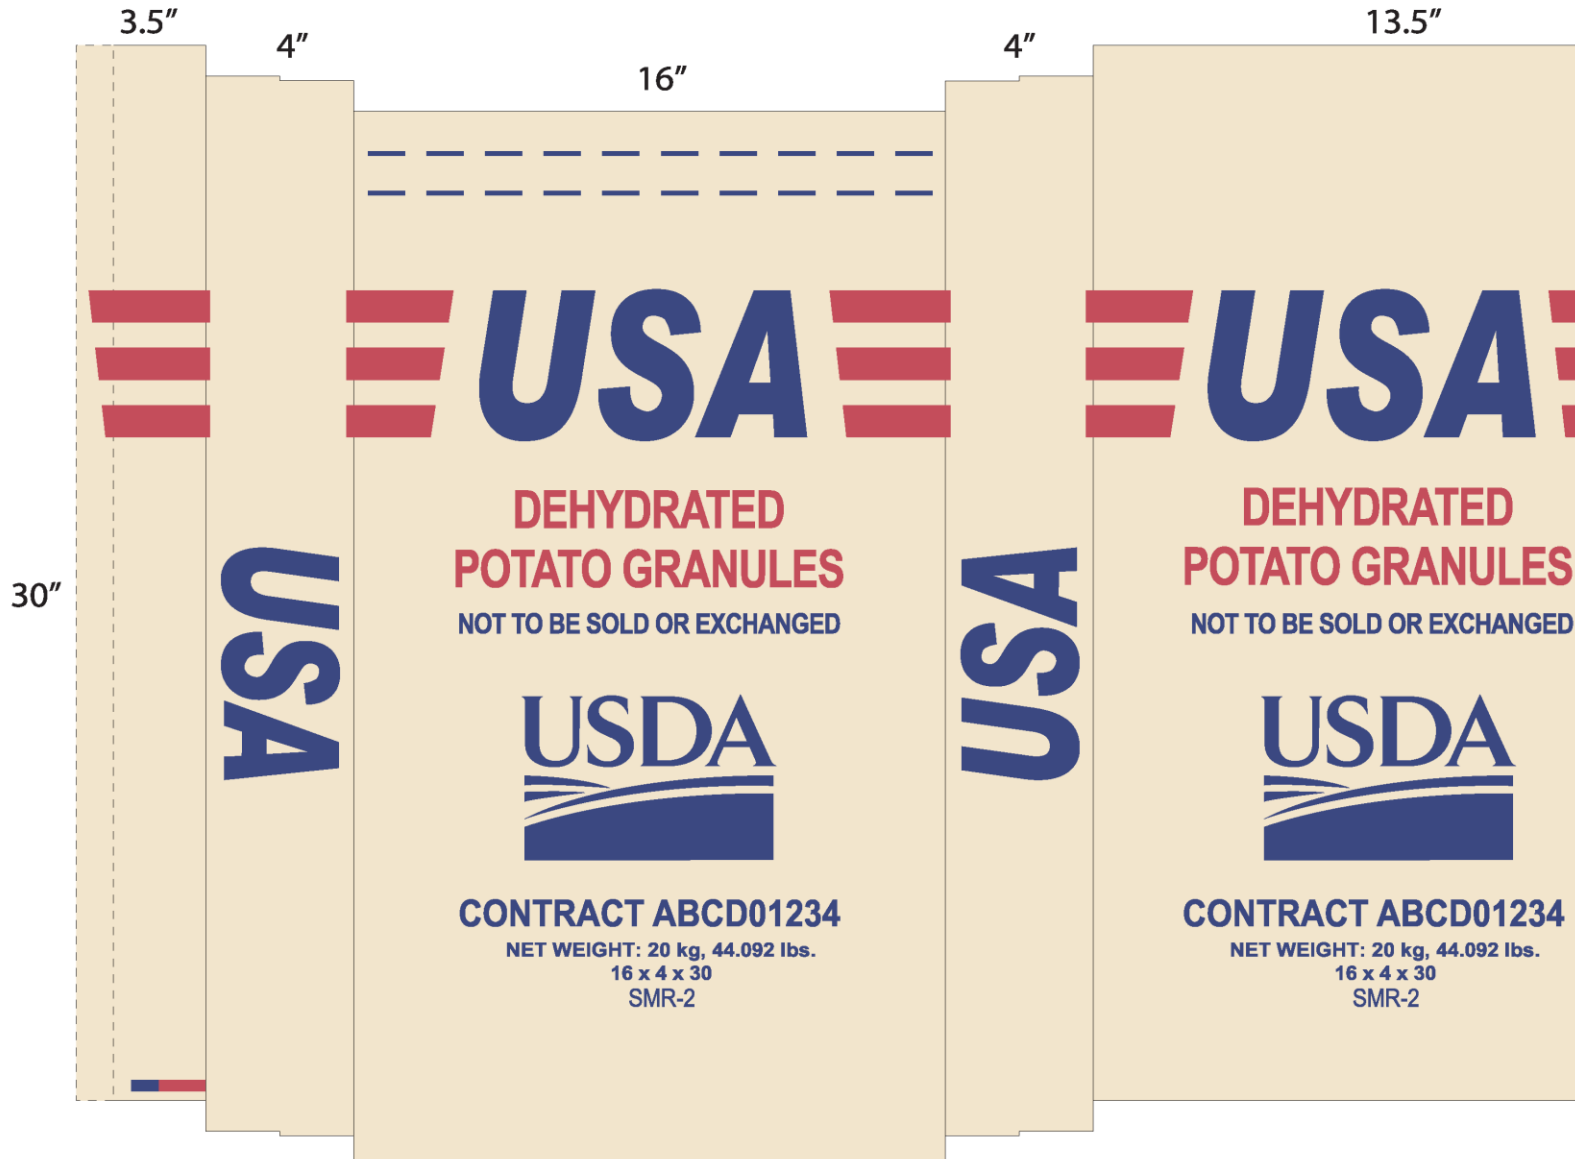 3.5"
4"
16"
4"
13.5"
30"
USA
USA
DEHYDRATED
POTATO GRANULES
NOT TO BE SOLD OR EXCHANGED
USDA
CONTRACT ABCD01234
NET WEIGHT: 20 kg, 44.092 lbs.
16 x 4 x 30
SMR-2
USA
USA
DEHYDRATED
POTATO GRANULES
NOT TO BE SOLD OR EXCHANGED
USDA
CONTRACT ABCD01234
NET WEIGHT: 20 kg, 44.092 lbs.
16 x 4 x 30
SMR-2